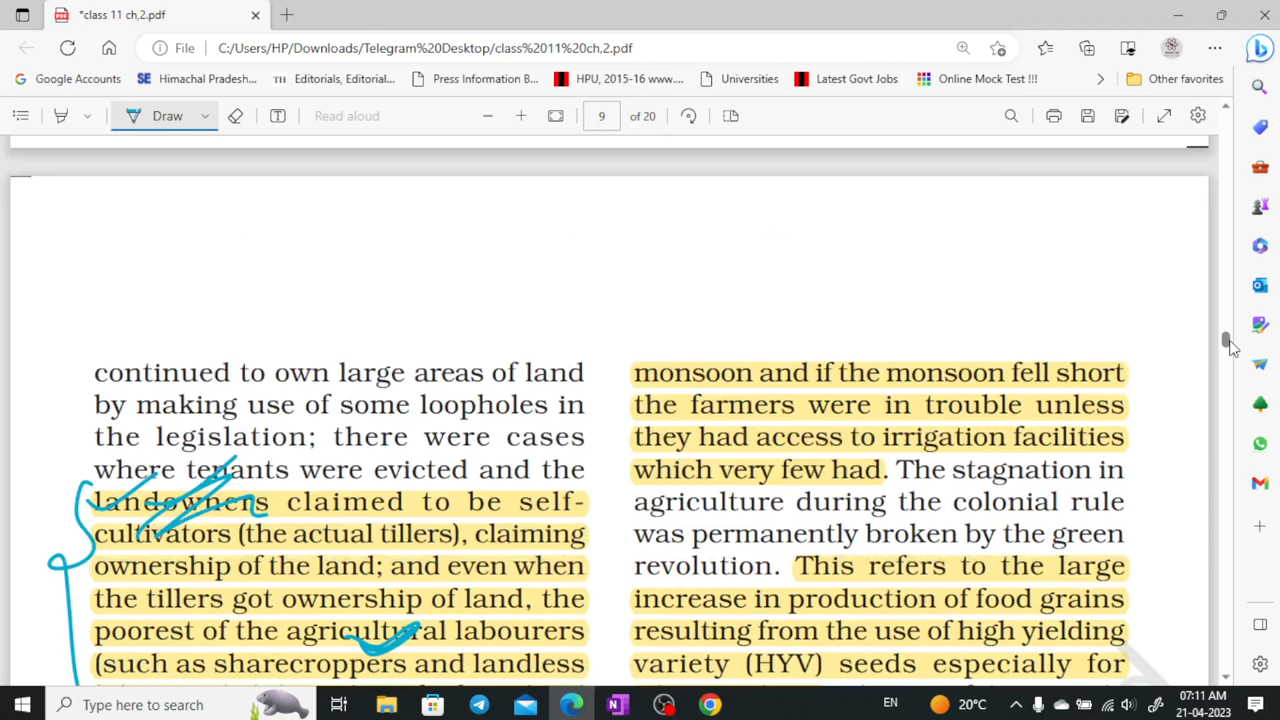 *class 11 ch,2.pdf
File
C:/Users/HP/Downloads/Telegram%20Desktop/class%2011%20ch,2.pdf
Google Accounts
SE Himachal Pradesh...
TH Editorials, Editorial...
Press Information B...
HPU, 2015-16 www....
Universities
Latest Govt Jobs
Online Mock Test !!!
Other favorites
Draw
Read aloud
9 of 20
continued to own large areas of land
by making use of some loopholes in
the legislation; there were cases
where tenants were evicted and the
landowners claimed to be self-
cultivators (the actual tillers), claiming
ownership of the land; and even when
the tillers got ownership of land, the
poorest of the agricultural labourers
(such as sharecroppers and landless
monsoon and if the monsoon fell short
the farmers were in trouble unless
they had access to irrigation facilities
which very few had. The stagnation in
agriculture during the colonial rule
was permanently broken by the green
revolution. This refers to the large
increase in production of food grains
resulting from the use of high yielding
variety (HYV) seeds especially for
Type here to search
20°C
EN
07:11 AM
21-04-2023